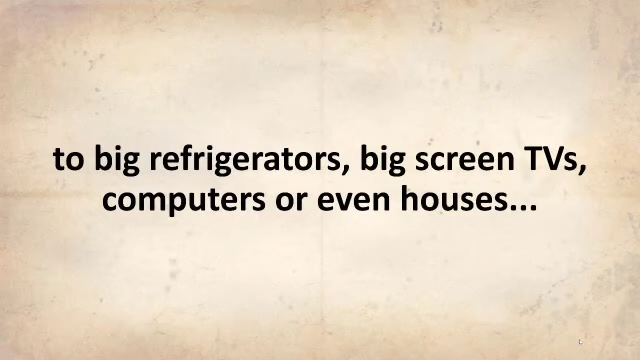 to big refrigerators, big screen TVs,
computers or even houses...